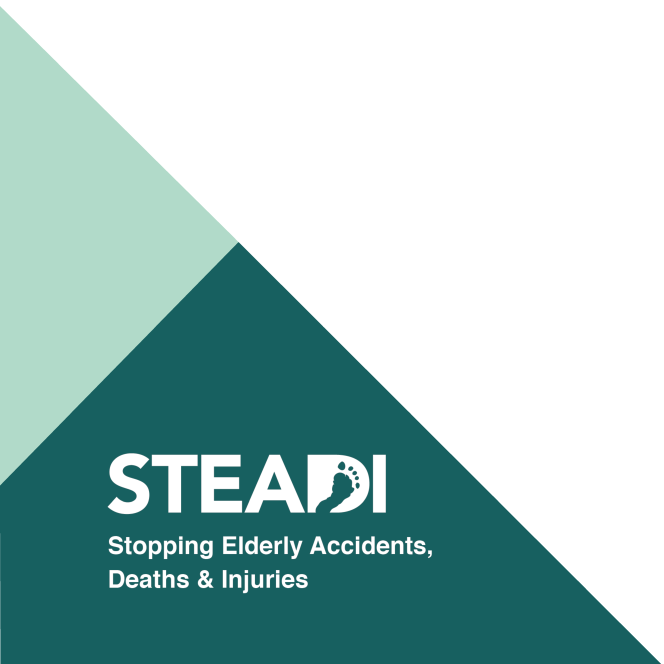 STEADI
Stopping Elderly Accidents,
Deaths & Injuries